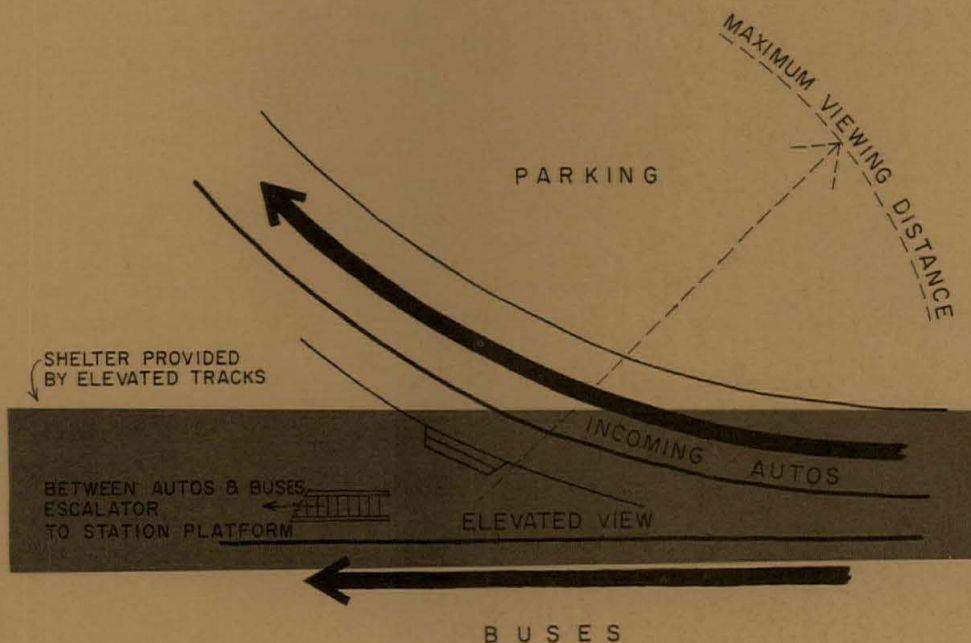 MAXIMUM VIEWING DISTANCE
PARKING
SHELTER PROVIDED
BY ELEVATED TRACKS
INCOMING AUTOS
BETWEEN AUTOS & BUSES
ESCALATOR
TO STATION PLATFORM
ELEVATED VIEW
BUSES